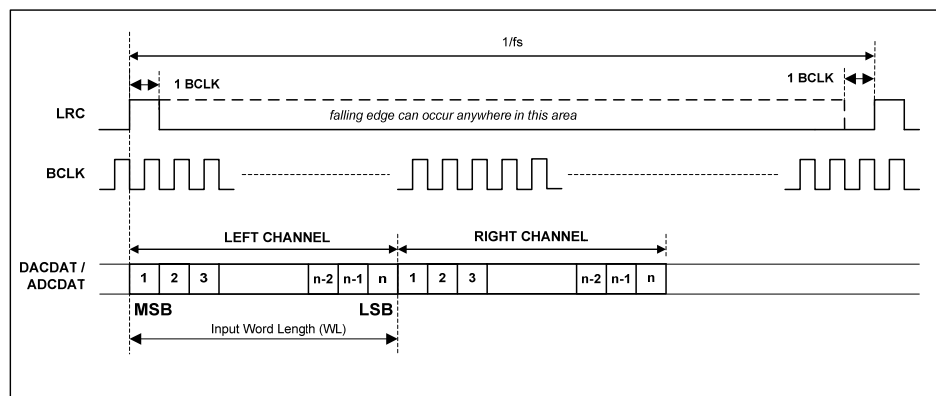 1/fs
1 BCLK
1 BCLK
LRC
falling edge can occur anywhere in this area
BCLK
LEFT CHANNEL
RIGHT CHANNEL
DACDAT /
ADCDAT
1 2 3 n-2 n-1 n 1 2 3 n-2 n-1 n
MSB LSB
Input Word Length (WL)